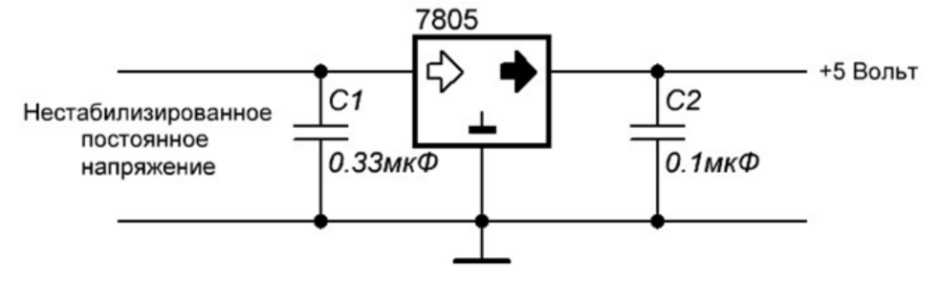 7805
+5 Вольт
C1
C2
Нестабилизированное
постоянное
напряжение
0.33мкФ
0.1мкФ